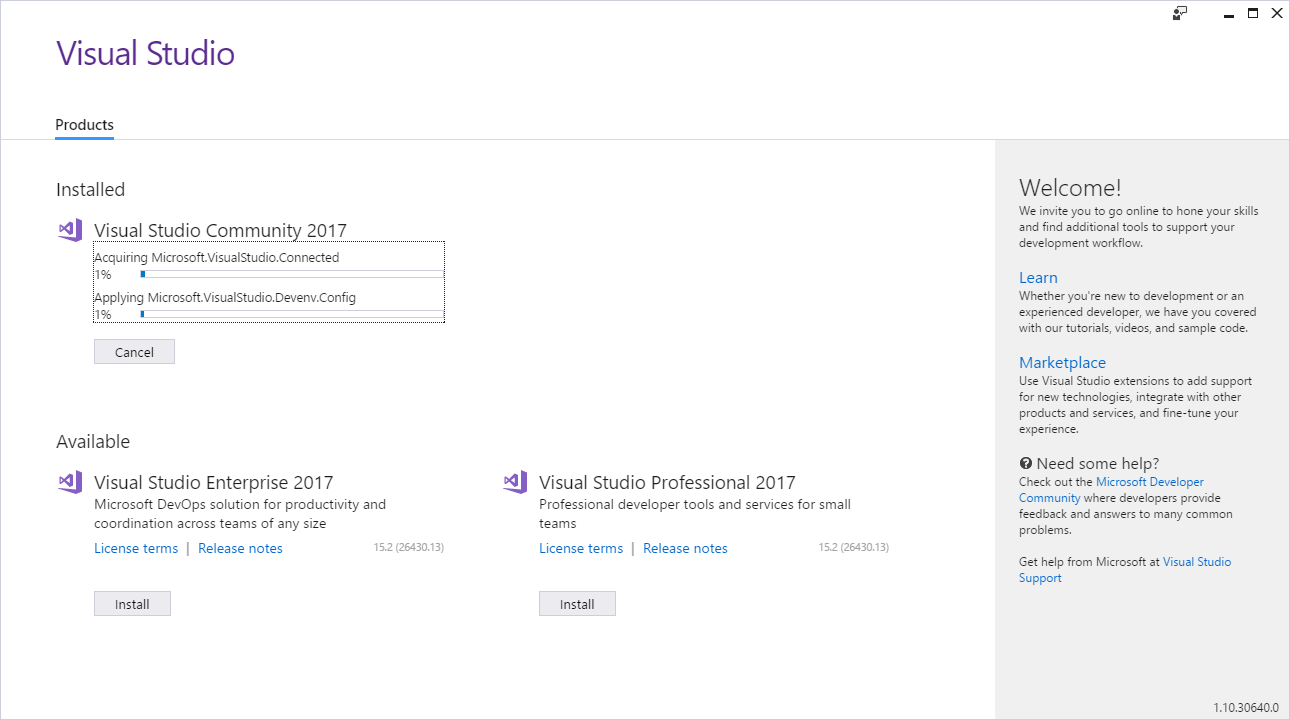 Visual Studio
Products
Installed
Visual Studio Community 2017
Acquiring Microsoft.VisualStudio.Connected
1%
Applying Microsoft.VisualStudio.Devenv.Config
1%
Cancel
Available
Visual Studio Enterprise 2017
Microsoft DevOps solution for productivity and
coordination across teams of any size
License terms | Release notes 15.2 (26430.13)
Install
Visual Studio Professional 2017
Professional developer tools and services for small
teams
License terms | Release notes 15.2 (26430.13)
Install
Welcome!
We invite you to go online to hone your skills
and find additional tools to support your
development workflow.
Learn
Whether you're new to development or an
experienced developer, we have you covered
with our tutorials, videos, and sample code.
Marketplace
Use Visual Studio extensions to add support
for new technologies, integrate with other
products and services, and fine-tune your
experience.
Need some help?
Check out the Microsoft Developer
Community where developers provide
feedback and answers to many common
problems.
Get help from Microsoft at Visual Studio
Support
1.10.30640.0